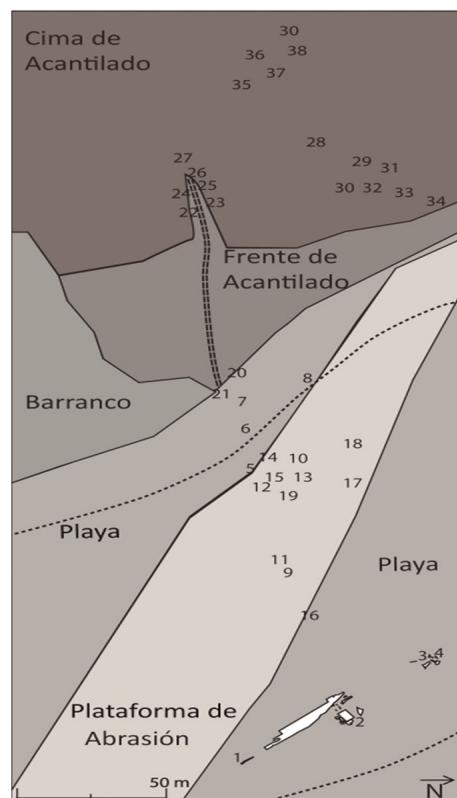 30
Cima de
Acantilado
36 38
37
35
28
27
29 31
26
25
30 32 33
24
23
34
22
Frente de
Acantilado
20
8
21
7
Barranco
6
18
14 10
5
15 13
17
12
19
Playa
11
Playa
9
16
3 4
Plataforma de
2
Abrasión
1
50 m
N